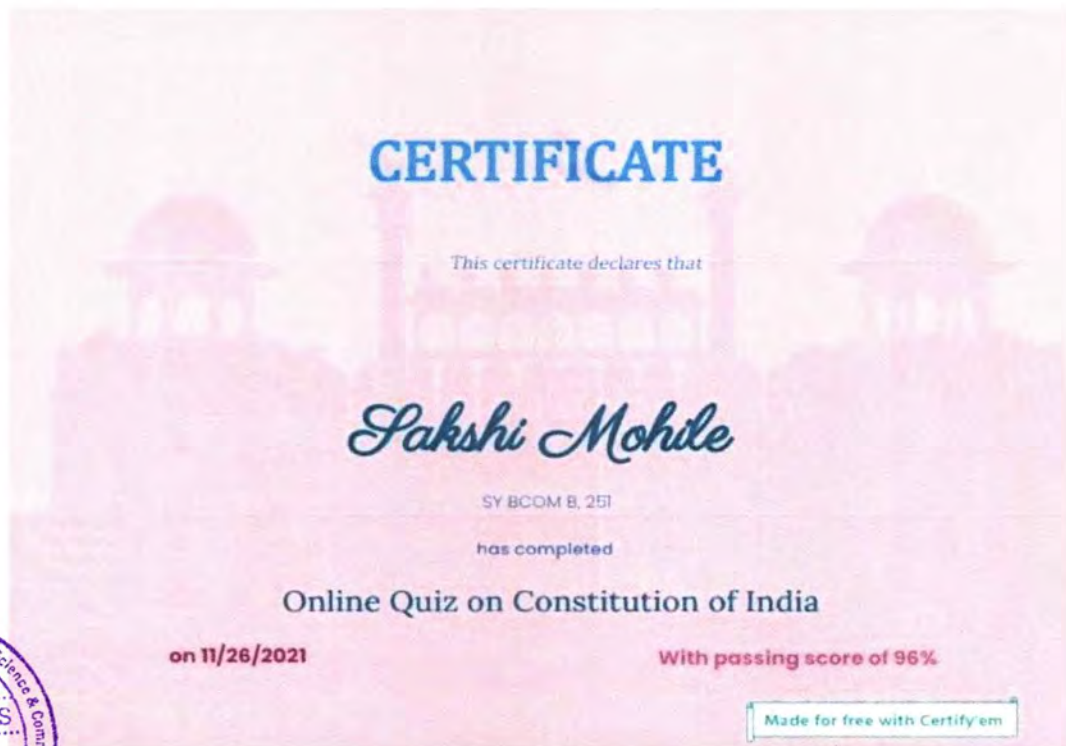 CERTIFICATE
This certificate declares that
Sakshi Mohile
SY BCOM B, 251
has completed
Online Quiz on Constitution of India
on 11/26/2021
With passing score of 96%
Science &
Made for free with Certify'em